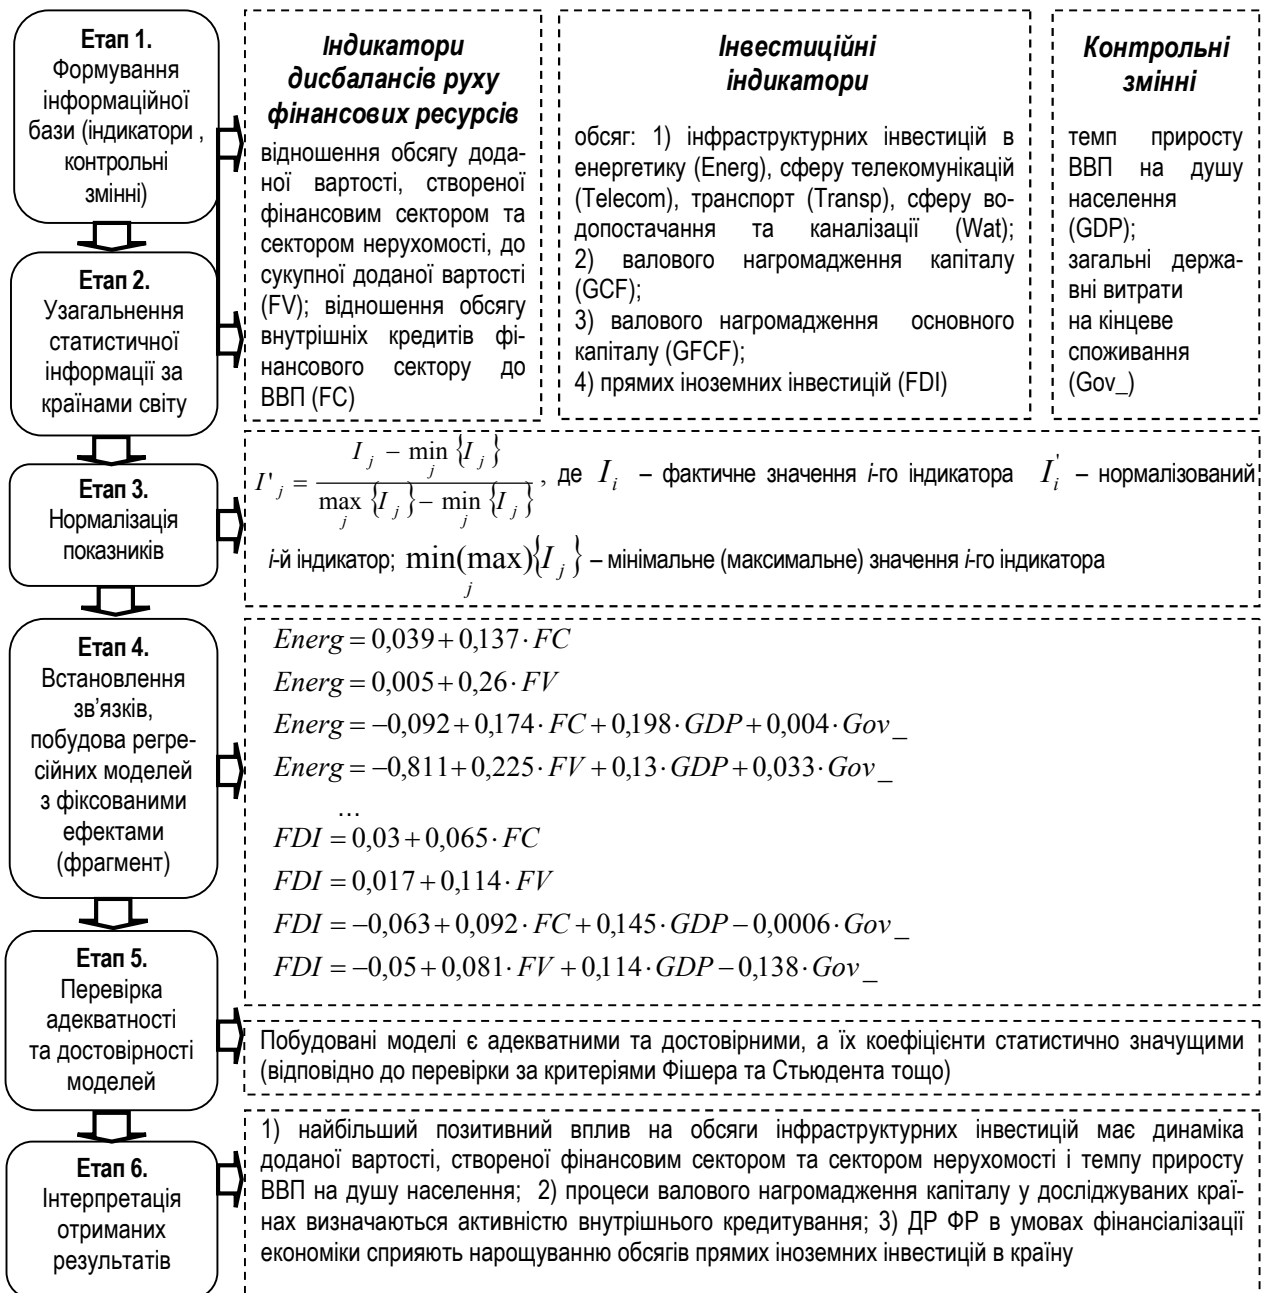 Етап 1.
Формування
інформаційної
бази (індикатори ,
контрольні
змінні)
Індикатори
дисбалансів руху
фінансових ресурсів
відношення обсягу дода-
ної вартості, створеної
фінансовим сектором та
сектором нерухомості, до
сукупної доданої вартості
(FV); відношення обсягу
внутрішніх кредитів фі-
нансового сектору до
ВВП (FC)
Інвестиційні
індикатори
обсяг: 1) інфраструктурних інвестицій в
енергетику (Energ), сферу телекомунікацій
(Telecom), транспорт (Transp), сферу во-
допостачання та каналізації (Wat);
2) валового нагромадження капіталу
(GCF);
3) валового нагромадження основного
капіталу (GFCF);
4) прямих іноземних інвестицій (FDI)
Контрольні
змінні
темп приросту
ВВП на душу
населення
(GDP);
загальні держа-
вні витрати
на кінцеве
споживання
(Gov_)
Етап 2.
Узагальнення
статистичної
інформації за
країнами світу
Етап 3.
Нормалізація
показників
I'_j = (I_j – min_j {I_j}) / (max_j {I_j} – min_j {I_j}), де I_i – фактичне значення i-го індикатора I'_i – нормалізований
i-й індикатор; min(max)_j {I_j} – мінімальне (максимальне) значення i-го індикатора
Етап 4.
Встановлення
зв’язків,
побудова регре-
сійних моделей
з фіксованими
ефектами
(фрагмент)
Energ = 0,039 + 0,137 · FC
Energ = 0,005 + 0,26 · FV
Energ = −0,092 + 0,174 · FC + 0,198 · GDP + 0,004 · Gov_
Energ = −0,811 + 0,225 · FV + 0,13 · GDP + 0,033 · Gov_
…
FDI = 0,03 + 0,065 · FC
FDI = 0,017 + 0,114 · FV
FDI = −0,063 + 0,092 · FC + 0,145 · GDP − 0,0006 · Gov_
FDI = −0,05 + 0,081 · FV + 0,114 · GDP − 0,138 · Gov_
Етап 5.
Перевірка
адекватності
та достовірності
моделей
Побудовані моделі є адекватними та достовірними, а їх коефіцієнти статистично значущими
(відповідно до перевірки за критеріями Фішера та Стьюдента тощо)
Етап 6.
Інтерпретація
отриманих
результатів
1) найбільший позитивний вплив на обсяги інфраструктурних інвестицій має динаміка
доданої вартості, створеної фінансовим сектором та сектором нерухомості і темпу приросту
ВВП на душу населення; 2) процеси валового нагромадження капіталу у досліджуваних краї-
нах визначаються активністю внутрішнього кредитування; 3) ДР ФР в умовах фінансіалізації
економіки сприяють нарощуванню обсягів прямих іноземних інвестицій в країну